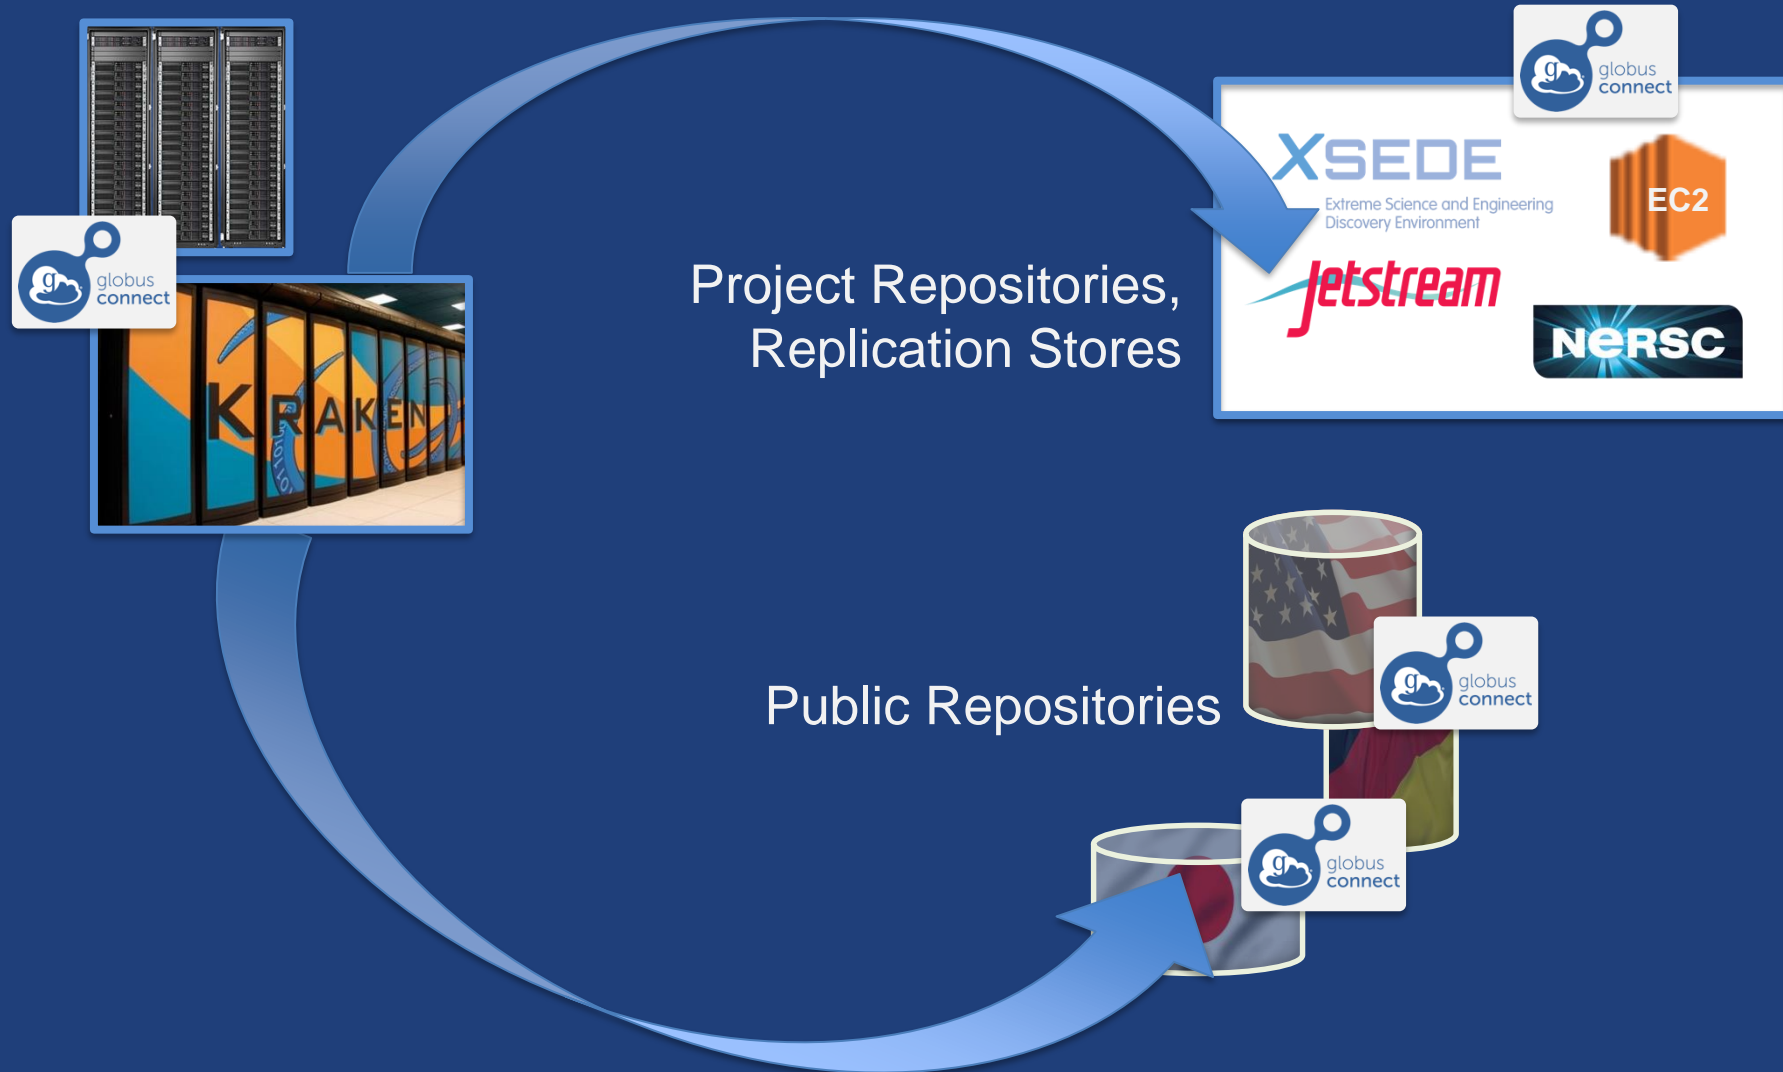 globus
connect
KRAKEN
Project Repositories,
Replication Stores
globus
connect
XSEDE
Extreme Science and Engineering
Discovery Environment
EC2
Jetstream
NERSC
Public Repositories
globus
connect
globus
connect